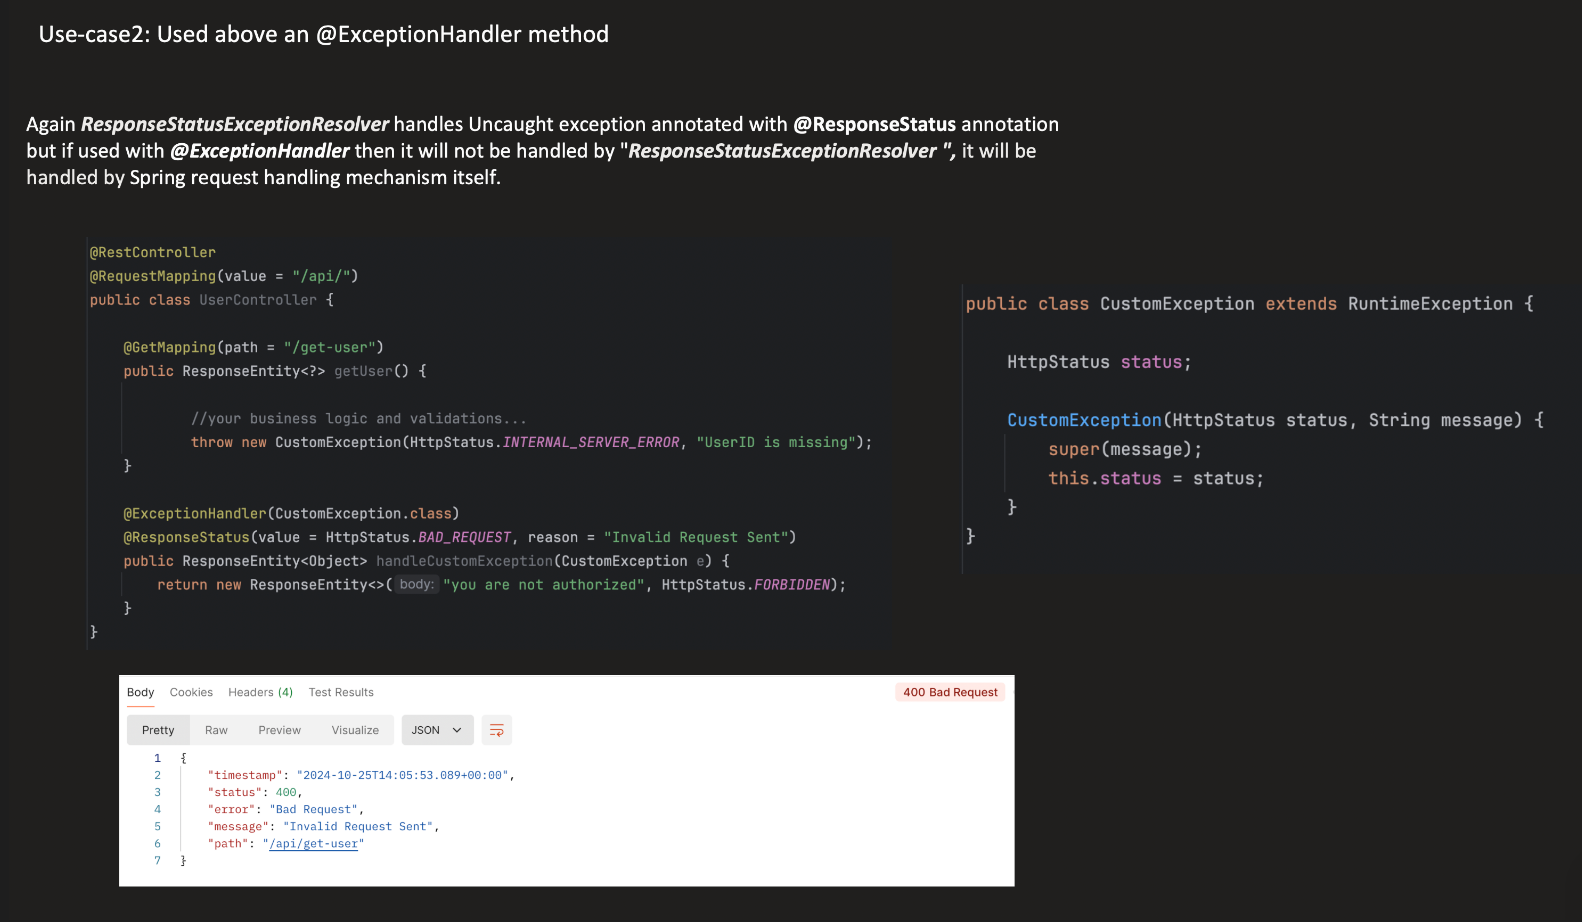 Use-case2: Used above an @ExceptionHandler method
Again ResponseStatusExceptionResolver handles Uncaught exception annotated with @ResponseStatus annotation
but if used with @ExceptionHandler then it will not be handled by "ResponseStatusExceptionResolver ", it will be
handled by Spring request handling mechanism itself.
@RestController
@RequestMapping(value = "/api/")
public class UserController {
@GetMapping(path = "/get-user")
public ResponseEntity<?> getUser() {
//your business logic and validations...
throw new CustomException(HttpStatus.INTERNAL_SERVER_ERROR, "UserID is missing");
}
@ExceptionHandler(CustomException.class)
@ResponseStatus(value = HttpStatus.BAD_REQUEST, reason = "Invalid Request Sent")
public ResponseEntity<Object> handleCustomException(CustomException e) {
return new ResponseEntity<>( body: "you are not authorized", HttpStatus.FORBIDDEN);
}
}
public class CustomException extends RuntimeException {
HttpStatus status;
CustomException(HttpStatus status, String message) {
super(message);
this.status = status;
}
}
Body Cookies Headers (4) Test Results 400 Bad Request
Pretty Raw Preview Visualize JSON
1 {
2 "timestamp": "2024-10-25T14:05:53.089+00:00",
3 "status": 400,
4 "error": "Bad Request",
5 "message": "Invalid Request Sent",
6 "path": "/api/get-user"
7 }